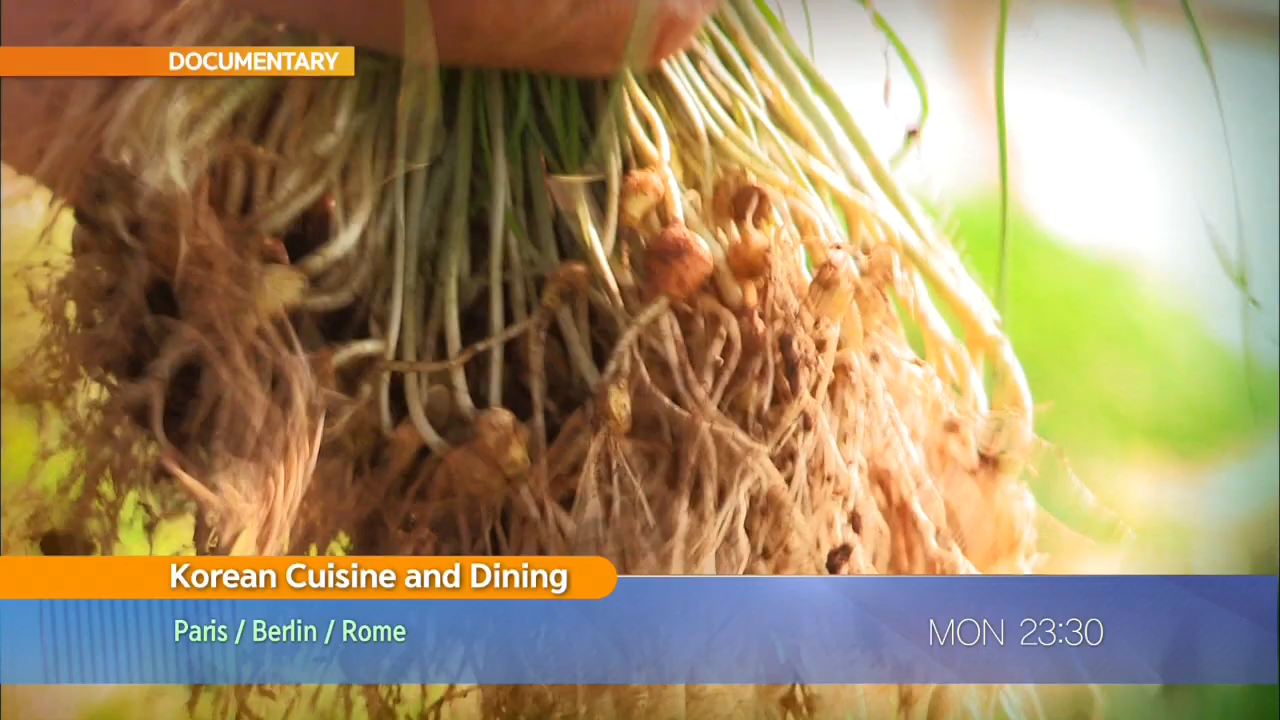 DOCUMENTARY
Korean Cuisine and Dining
Paris / Berlin / Rome
MON 23:30